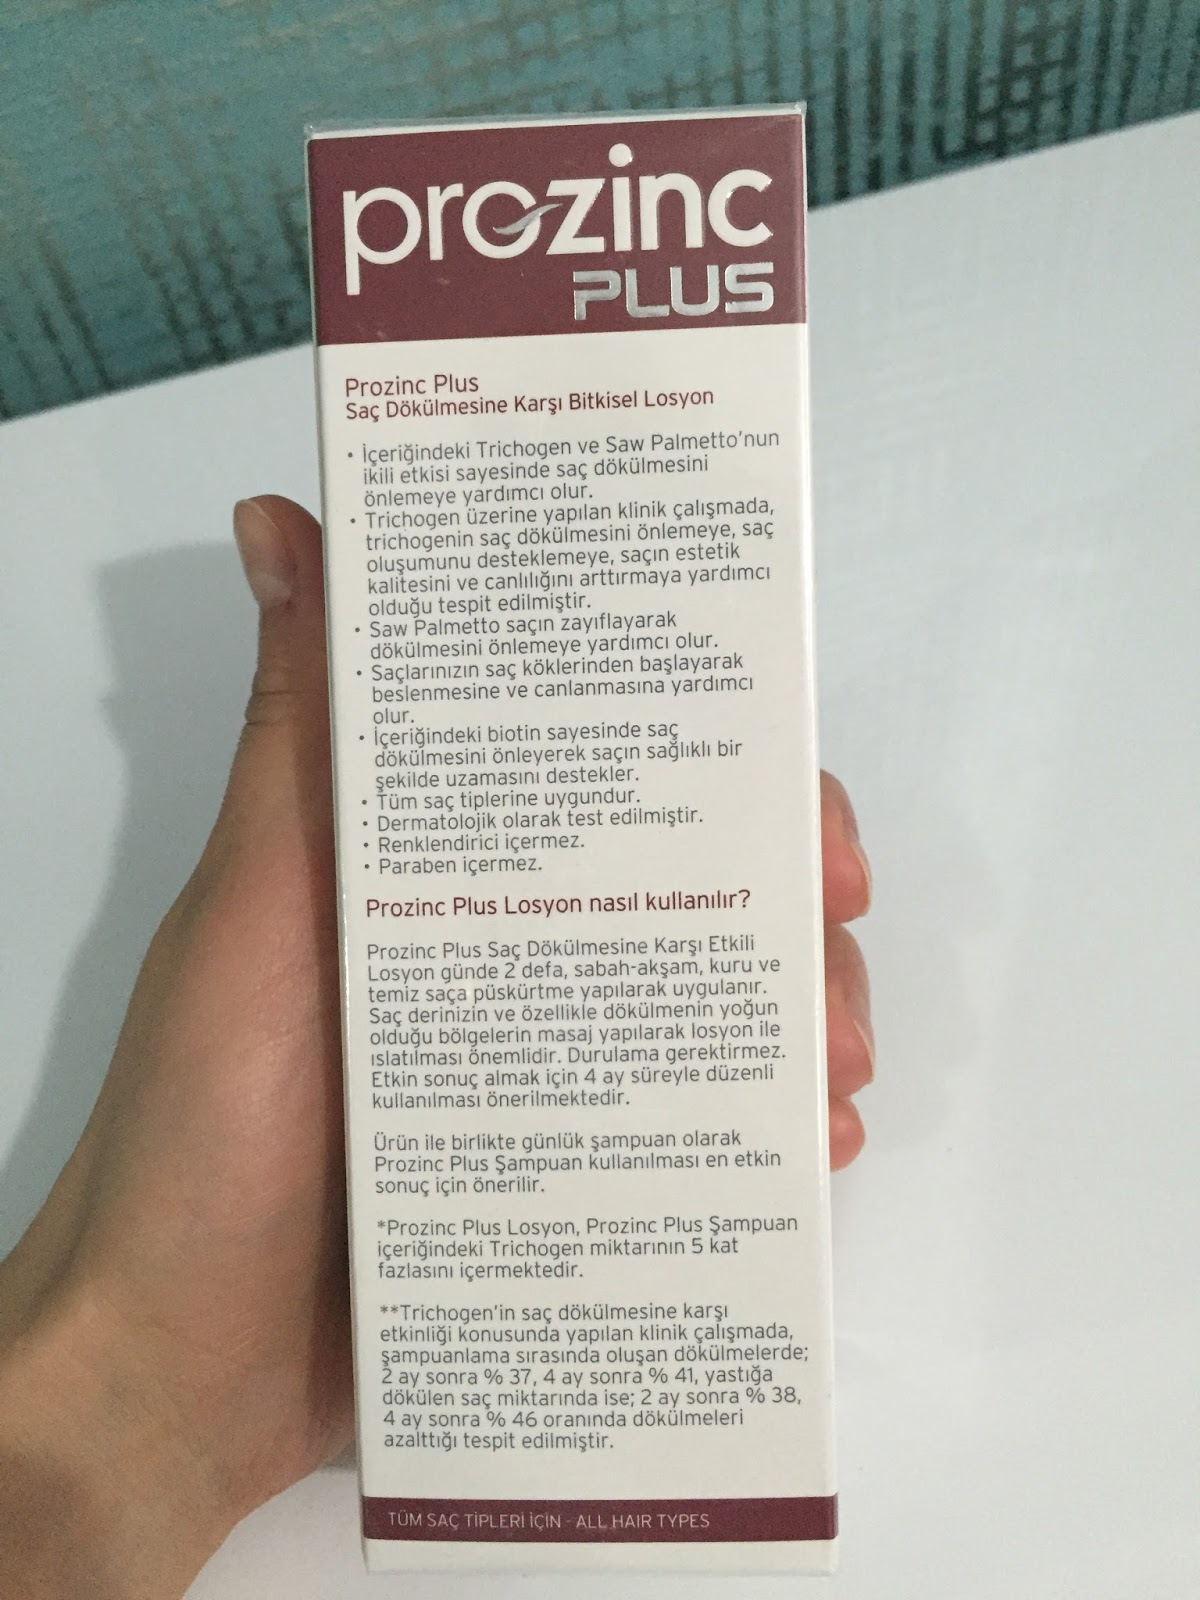 prozinc
PLUS
Prozinc Plus
Saç Dökülmesine Karşı Bitkisel Losyon
• İçeriğindeki Trichogen ve Saw Palmetto'nun
ikili etkisi sayesinde saç dökülmesini
önlemeye yardımcı olur.
• Trichogen üzerine yapılan klinik çalışmada,
trichogenin saç dökülmesini önlemeye, saç
oluşumunu desteklemeye, saçın estetik
kalitesini ve canlılığını arttırmaya yardımcı
olduğu tespit edilmiştir.
• Saw Palmetto saçın zayıflayarak
dökülmesini önlemeye yardımcı olur.
• Saçlarınızın saç köklerinden başlayarak
beslenmesine ve canlanmasına yardımcı
olur.
• İçeriğindeki biotin sayesinde saç
dökülmesini önleyerek saçın sağlıklı bir
şekilde uzamasını destekler.
• Tüm saç tiplerine uygundur.
• Dermatolojik olarak test edilmiştir.
• Renklendirici içermez.
• Paraben içermez.
Prozinc Plus Losyon nasıl kullanılır?
Prozinc Plus Saç Dökülmesine Karşı Etkili
Losyon günde 2 defa, sabah-akşam, kuru ve
temiz saça püskürtme yapılarak uygulanır.
Saç derinizin ve özellikle dökülmenin yoğun
olduğu bölgelerin masaj yapılarak losyon ile
ıslatılması önemlidir. Durulama gerektirmez.
Etkin sonuç almak için 4 ay süreyle düzenli
kullanılması önerilmektedir.
Ürün ile birlikte günlük şampuan olarak
Prozinc Plus Şampuan kullanılması en etkin
sonuç için önerilir.
*Prozinc Plus Losyon, Prozinc Plus Şampuan
içeriğindeki Trichogen miktarının 5 kat
fazlasını içermektedir.
**Trichogen'in saç dökülmesine karşı
etkinliği konusunda yapılan klinik çalışmada,
şampuanlama sırasında oluşan dökülmelerde;
2 ay sonra % 37, 4 ay sonra % 41, yastığa
dökülen saç miktarında ise; 2 ay sonra % 38,
4 ay sonra % 46 oranında dökülmeleri
azalttığı tespit edilmiştir.
TÜM SAÇ TİPLERİ İÇİN - ALL HAIR TYPES